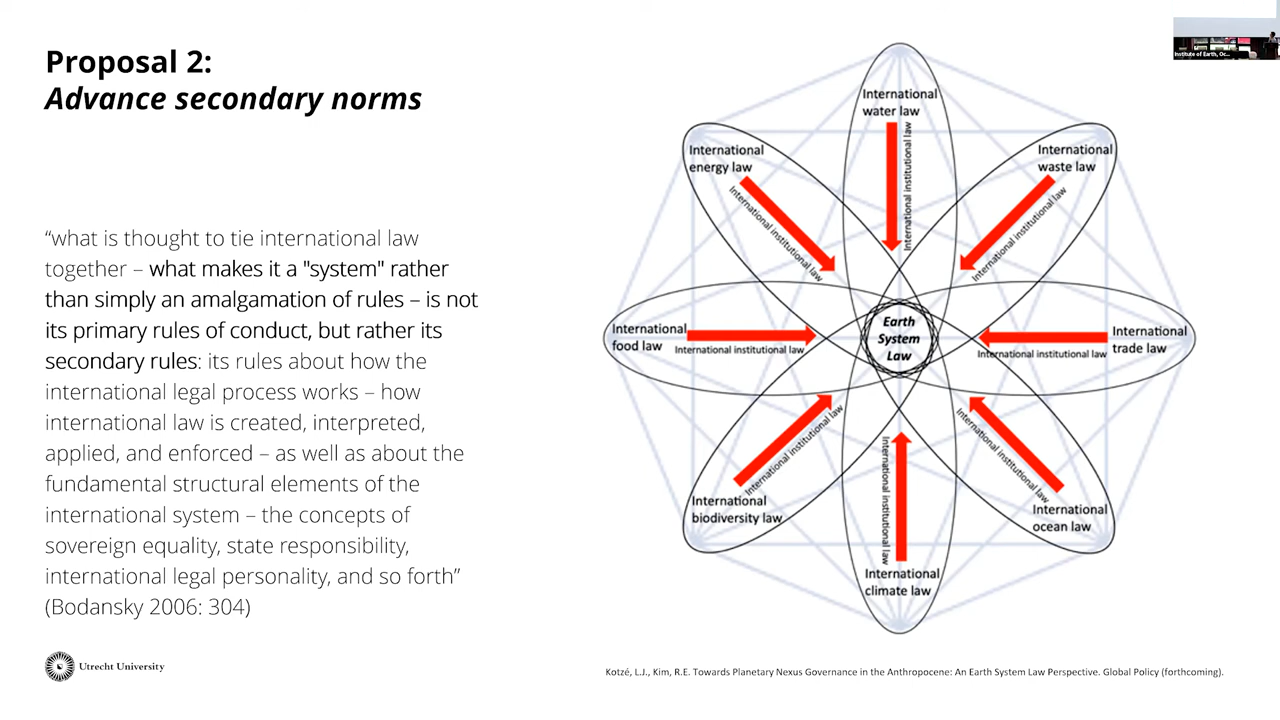 Proposal 2:
Advance secondary norms
“what is thought to tie international law
together – what makes it a "system" rather
than simply an amalgamation of rules – is not
its primary rules of conduct, but rather its
secondary rules: its rules about how the
international legal process works – how
international law is created, interpreted,
applied, and enforced – as well as about the
fundamental structural elements of the
international system – the concepts of
sovereign equality, state responsibility,
international legal personality, and so forth”
(Bodansky 2006: 304)
Utrecht University
Institute of Earth, Oc...
International
water law
International institutional law
International
energy law
International institutional law
International
waste law
International institutional law
International
food law
International institutional law
Earth
System
Law
International
trade law
International institutional law
International
biodiversity law
International institutional law
International
climate law
International institutional law
International
ocean law
International institutional law
Kotzé, L.J., Kim, R.E. Towards Planetary Nexus Governance in the Anthropocene: An Earth System Law Perspective. Global Policy (forthcoming).